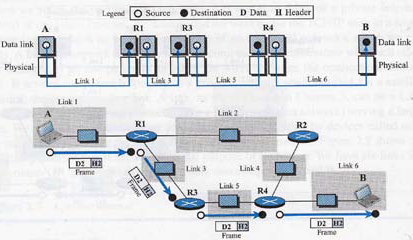 Legend Source Destination D Data H Header
A R1 R3 R4 B
Data link Data link
Physical Physical
Link 1 Link 3 Link 5 Link 6
Link 1
A R1 Link 2 R2
D2 H2
Frame
Link 3 Link 4
D2 H2
Frame
R3 Link 5 R4
Link 6
B
D2 H2
Frame
D2 H2
Frame